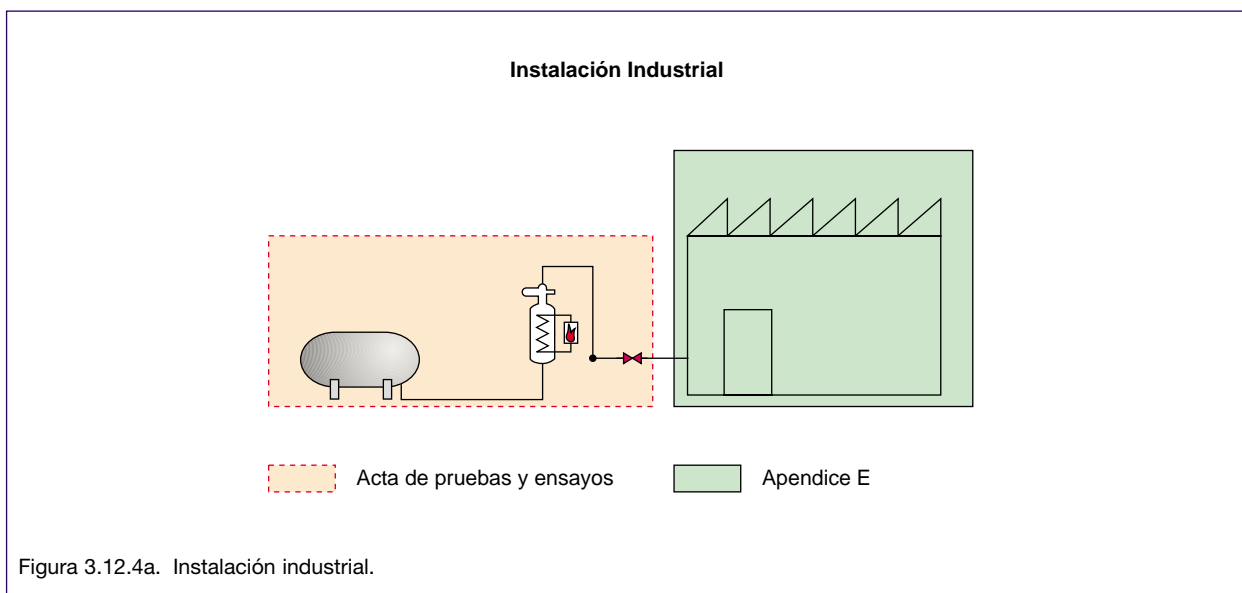 Instalación Industrial
Acta de pruebas y ensayos
Apendice E
Figura 3.12.4a. Instalación industrial.